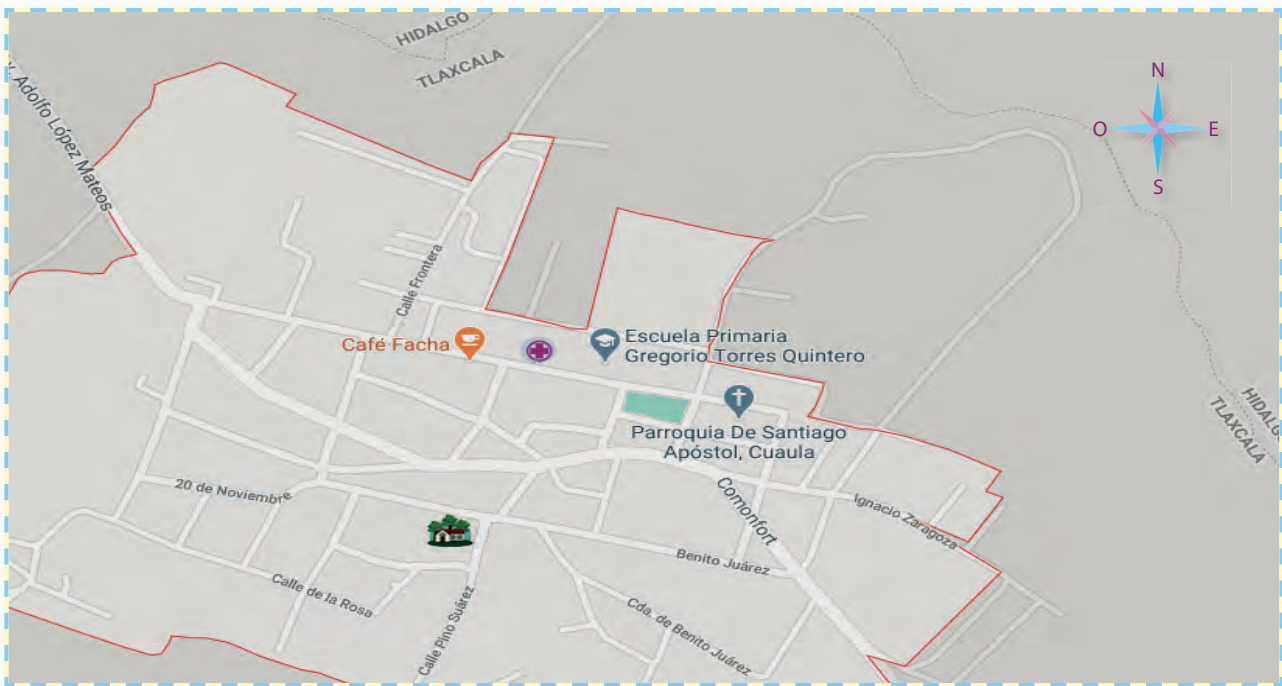 HIDALGO
TLAXCALA
N
O
E
S
Adolfo López Mateos
Calle Frontera
Café Facha
Escuela Primaria
Gregorio Torres Quintero
Parroquia De Santiago
Apóstol, Cuaula
HIDALGO
TLAXCALA
20 de Noviembre
Comonfort
Ignacio Zaragoza
Benito Juárez
Calle de la Rosa
Calle Pino Suárez
Cda. de Benito Juárez